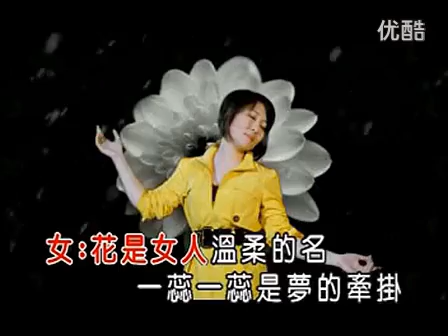 优酷
女:花是女人溫柔的名
一蕊一蕊是夢的牽掛